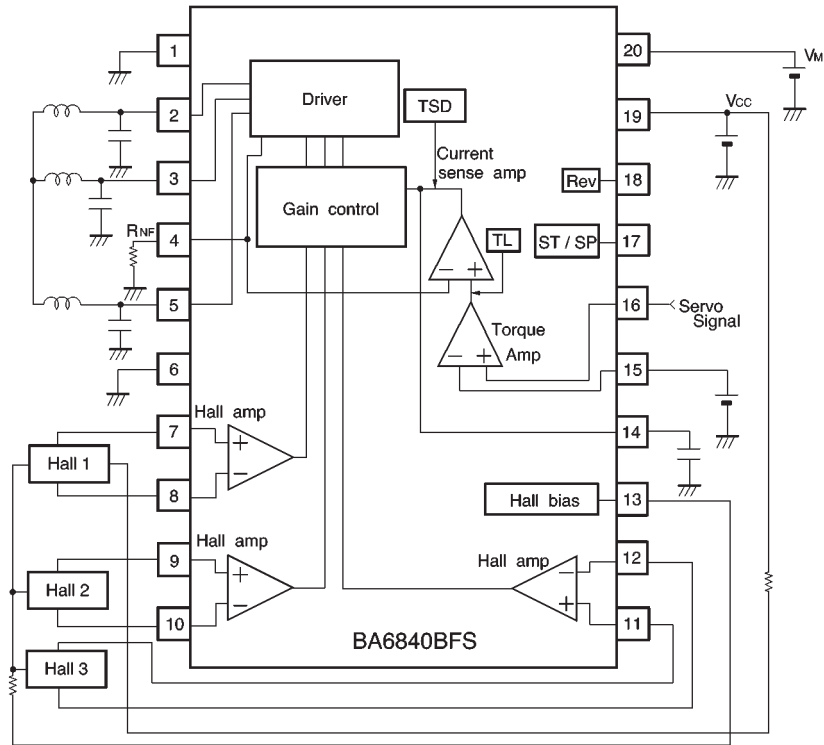 1
2
3
4
5
6
7
8
9
10
20
19
18
17
16
15
14
13
12
11
Driver
TSD
Current
sense amp
Gain control
TL
Rev
ST / SP
Torque
Amp
− +
− +
Servo
Signal
VM
VCC
RNF
Hall amp
+
−
Hall 1
Hall amp
+
−
Hall 2
Hall 3
Hall bias
Hall amp
−
+
BA6840BFS